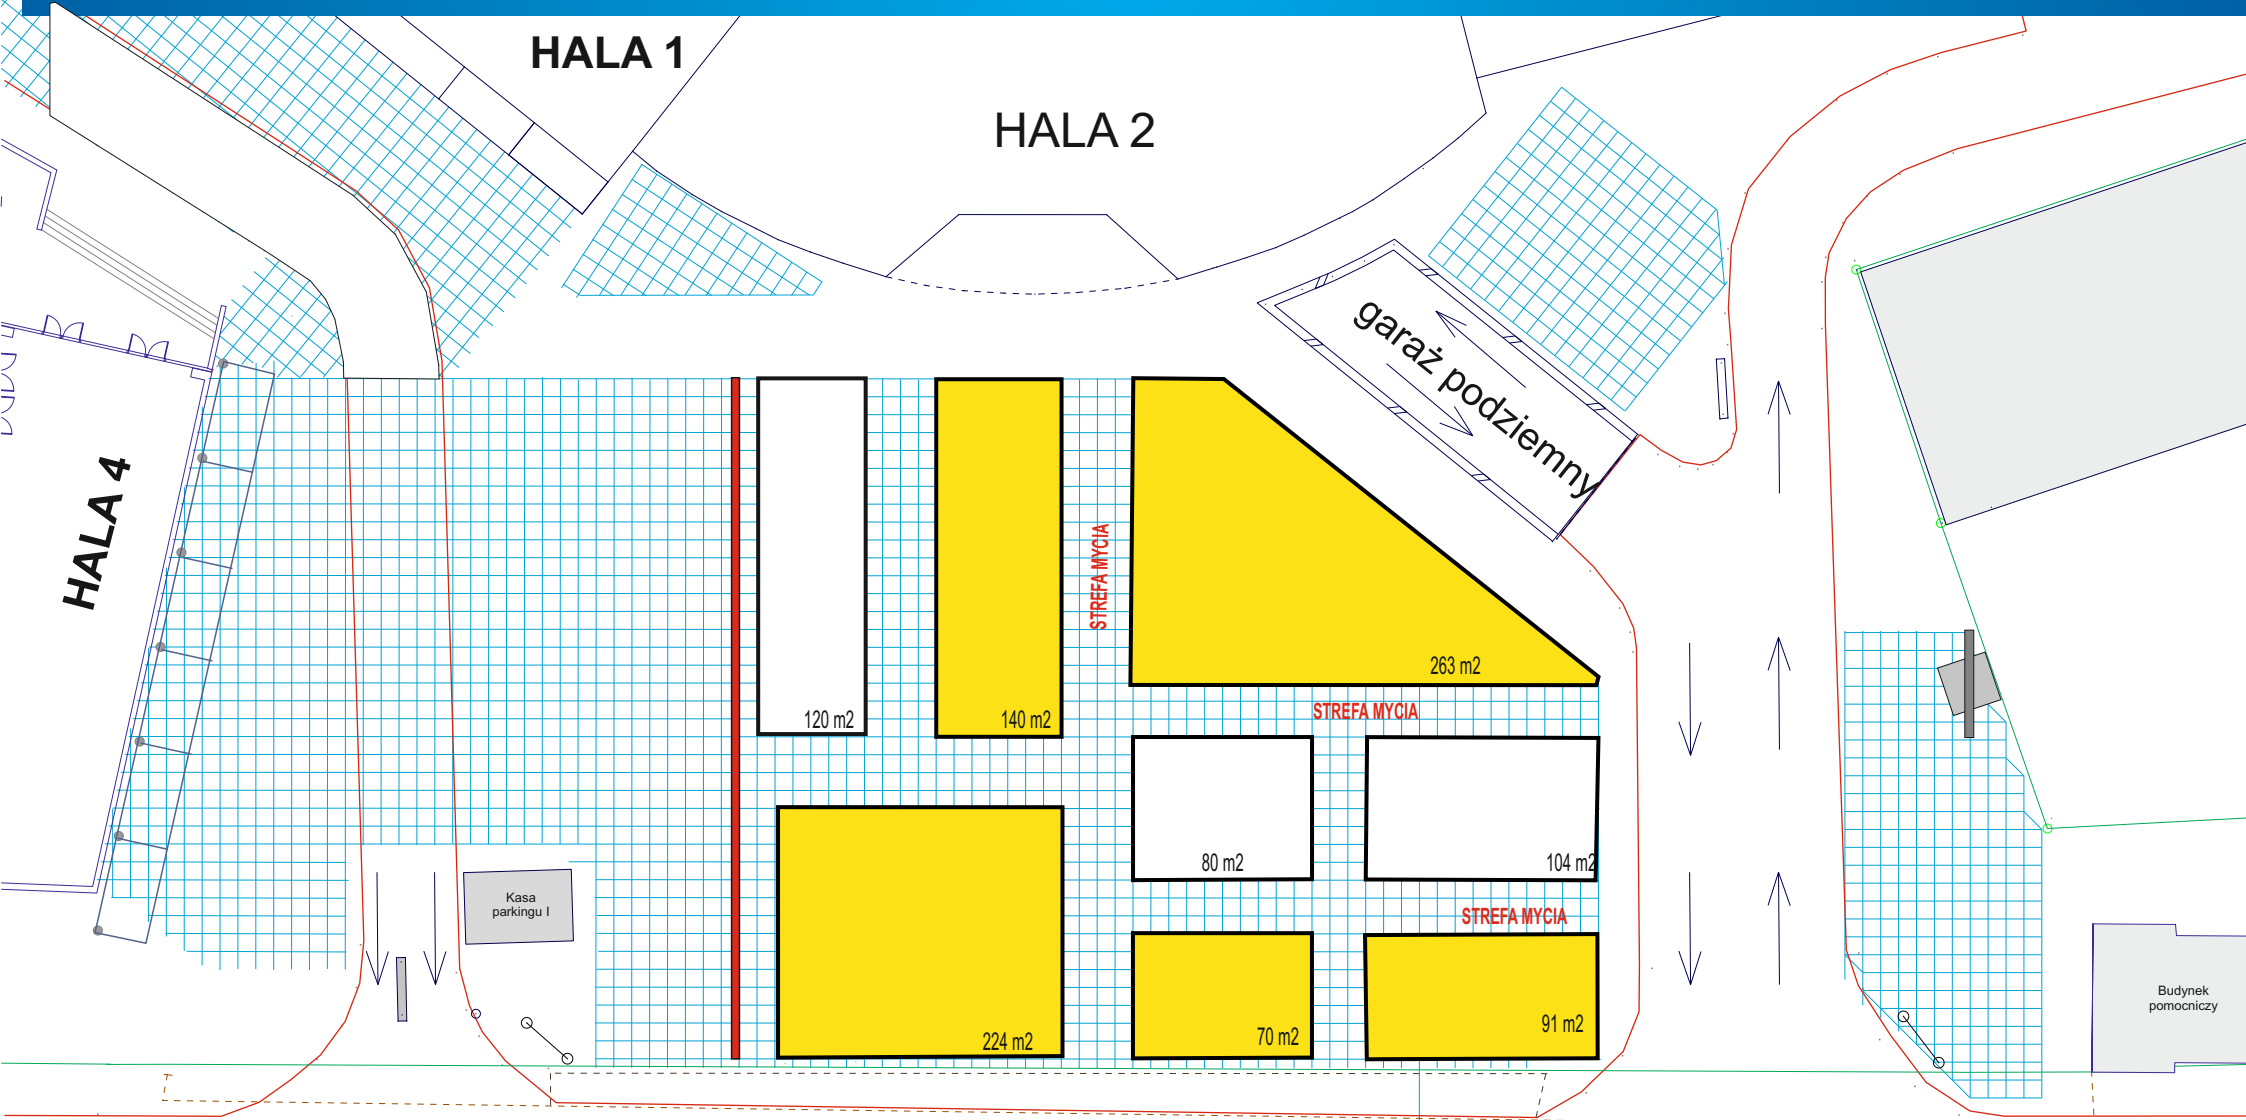 HALA 1
HALA 2
garaż podziemny
HALA 4
STREFA MYCIA
263 m2
120 m2
140 m2
STREFA MYCIA
80 m2
104 m2
Kasa
parkingu I
STREFA MYCIA
224 m2
70 m2
91 m2
Budynek
pomocniczy